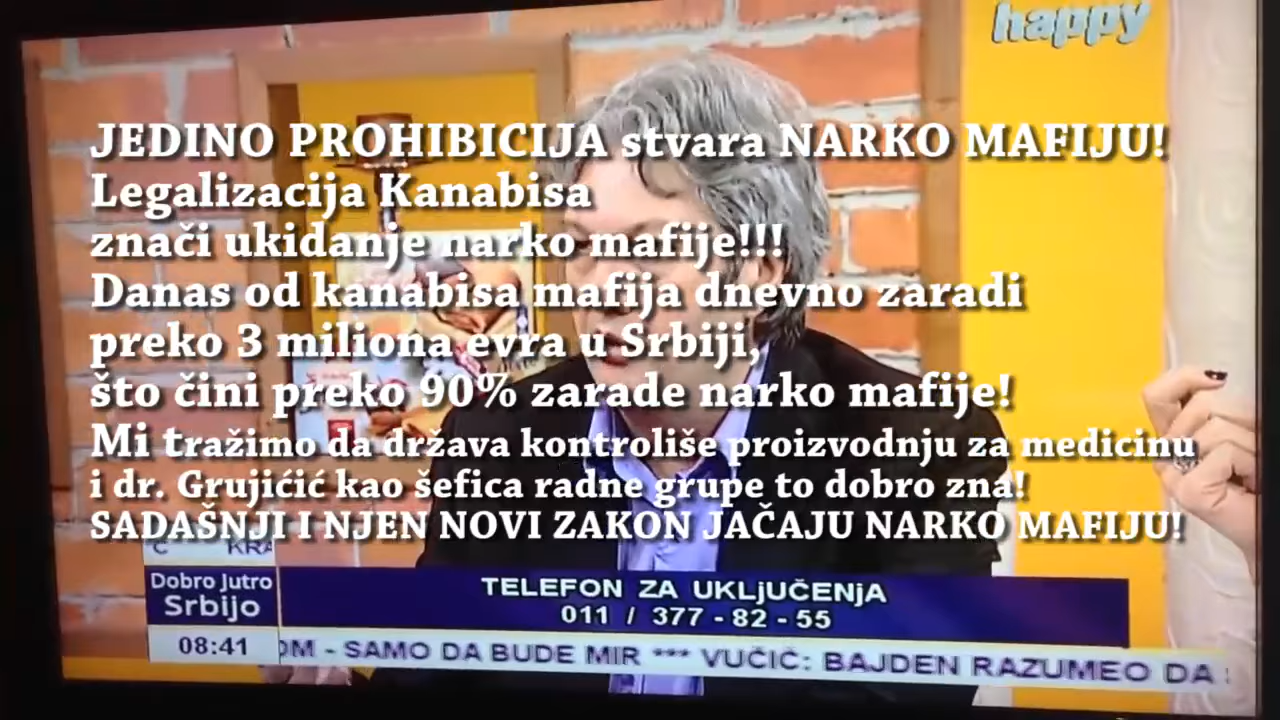 happy
JEDINO PROHIBICIJA stvara NARKO MAFIJU!
Legalizacija Kanabisa
znači ukidanje narko mafije!!!
Danas od kanabisa mafija dnevno zaradi
preko 3 miliona evra u Srbiji,
što čini preko 90% zarade narko mafije!
Mi tražimo da država kontroliše proizvodnju za medicinu
i dr. Grujićić kao šefica radne grupe to dobro zna!
SADAŠNJI I NJEN NOVI ZAKON JAČAJU NARKO MAFIJU!
°C KRA
Dobro Jutro
Srbijo
TELEFON ZA UKLjUČENjA
011 / 377 - 82 - 55
08:41
OM - SAMO DA BUDE MIR *** VUČIĆ: BAJDEN RAZUMEO DA